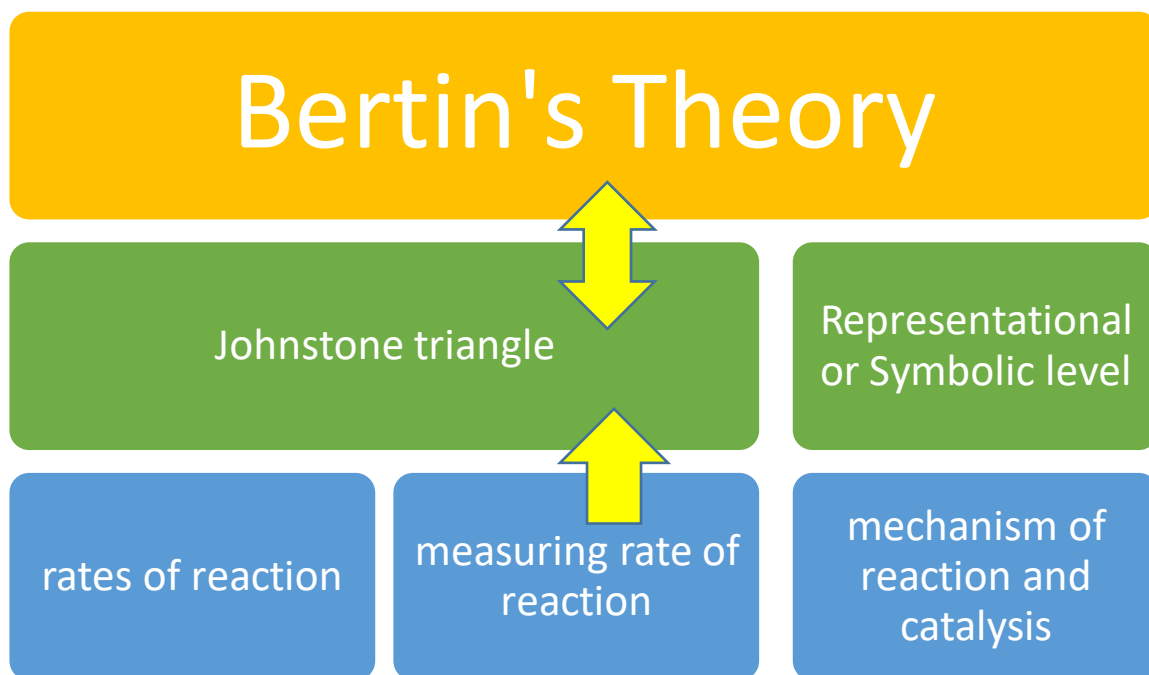 Bertin's Theory
Johnstone triangle
Representational
or Symbolic level
rates of reaction
measuring rate of
reaction
mechanism of
reaction and
catalysis